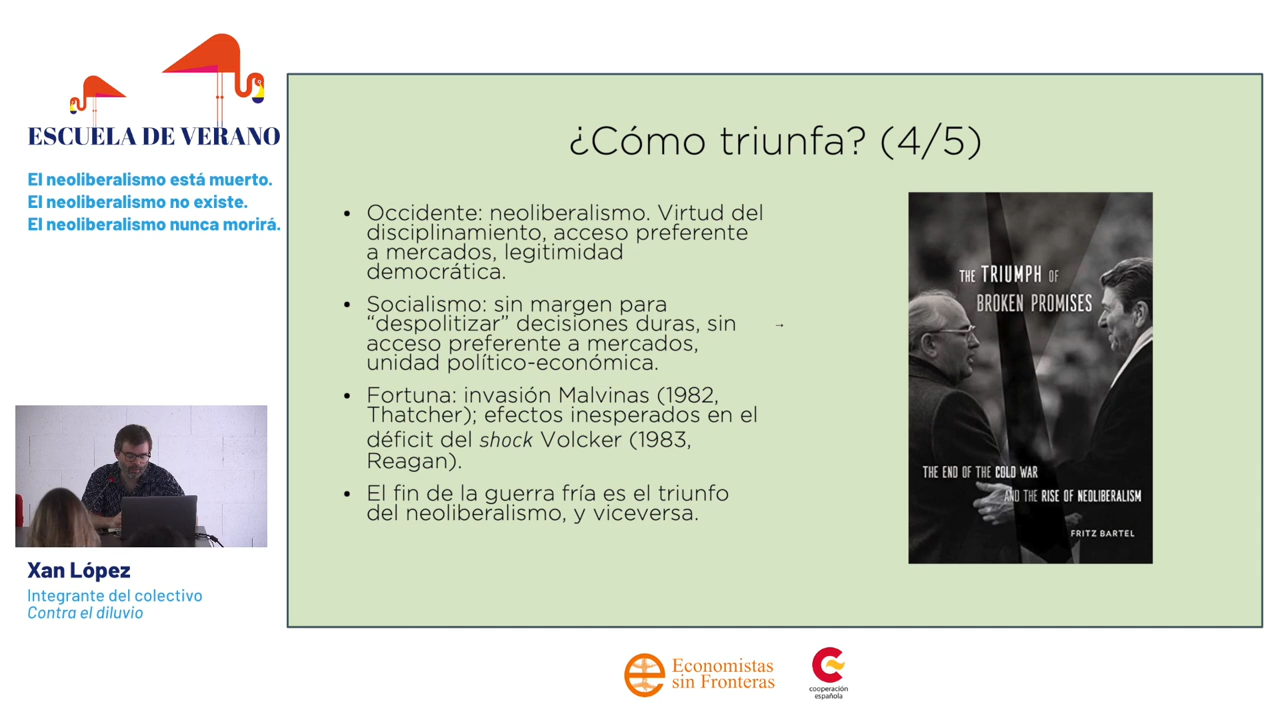 ESCUELA DE VERANO
El neoliberalismo está muerto.
El neoliberalismo no existe.
El neoliberalismo nunca morirá.
¿Cómo triunfa? (4/5)
• Occidente: neoliberalismo. Virtud del
disciplinamiento, acceso preferente
a mercados, legitimidad
democrática.
• Socialismo: sin margen para
“despolitizar” decisiones duras, sin
acceso preferente a mercados,
unidad político-económica.
• Fortuna: invasión Malvinas (1982,
Thatcher); efectos inesperados en el
déficit del shock Volcker (1983,
Reagan).
• El fin de la guerra fría es el triunfo
del neoliberalismo, y viceversa.
→
THE TRIUMPH OF
BROKEN PROMISES
THE END OF THE COLD WAR
AND THE RISE OF NEOLIBERALISM
FRITZ BARTEL
Xan López
Integrante del colectivo
Contra el diluvio
Economistas
sin Fronteras
cooperación
española